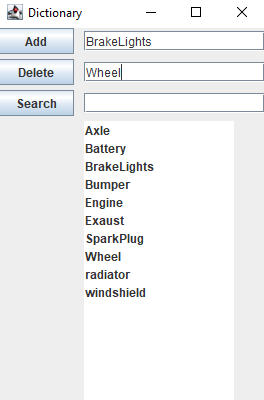 Dictionary
Add BrakeLights
Delete Wheel
Search
Axle
Battery
BrakeLights
Bumper
Engine
Exaust
SparkPlug
Wheel
radiator
windshield